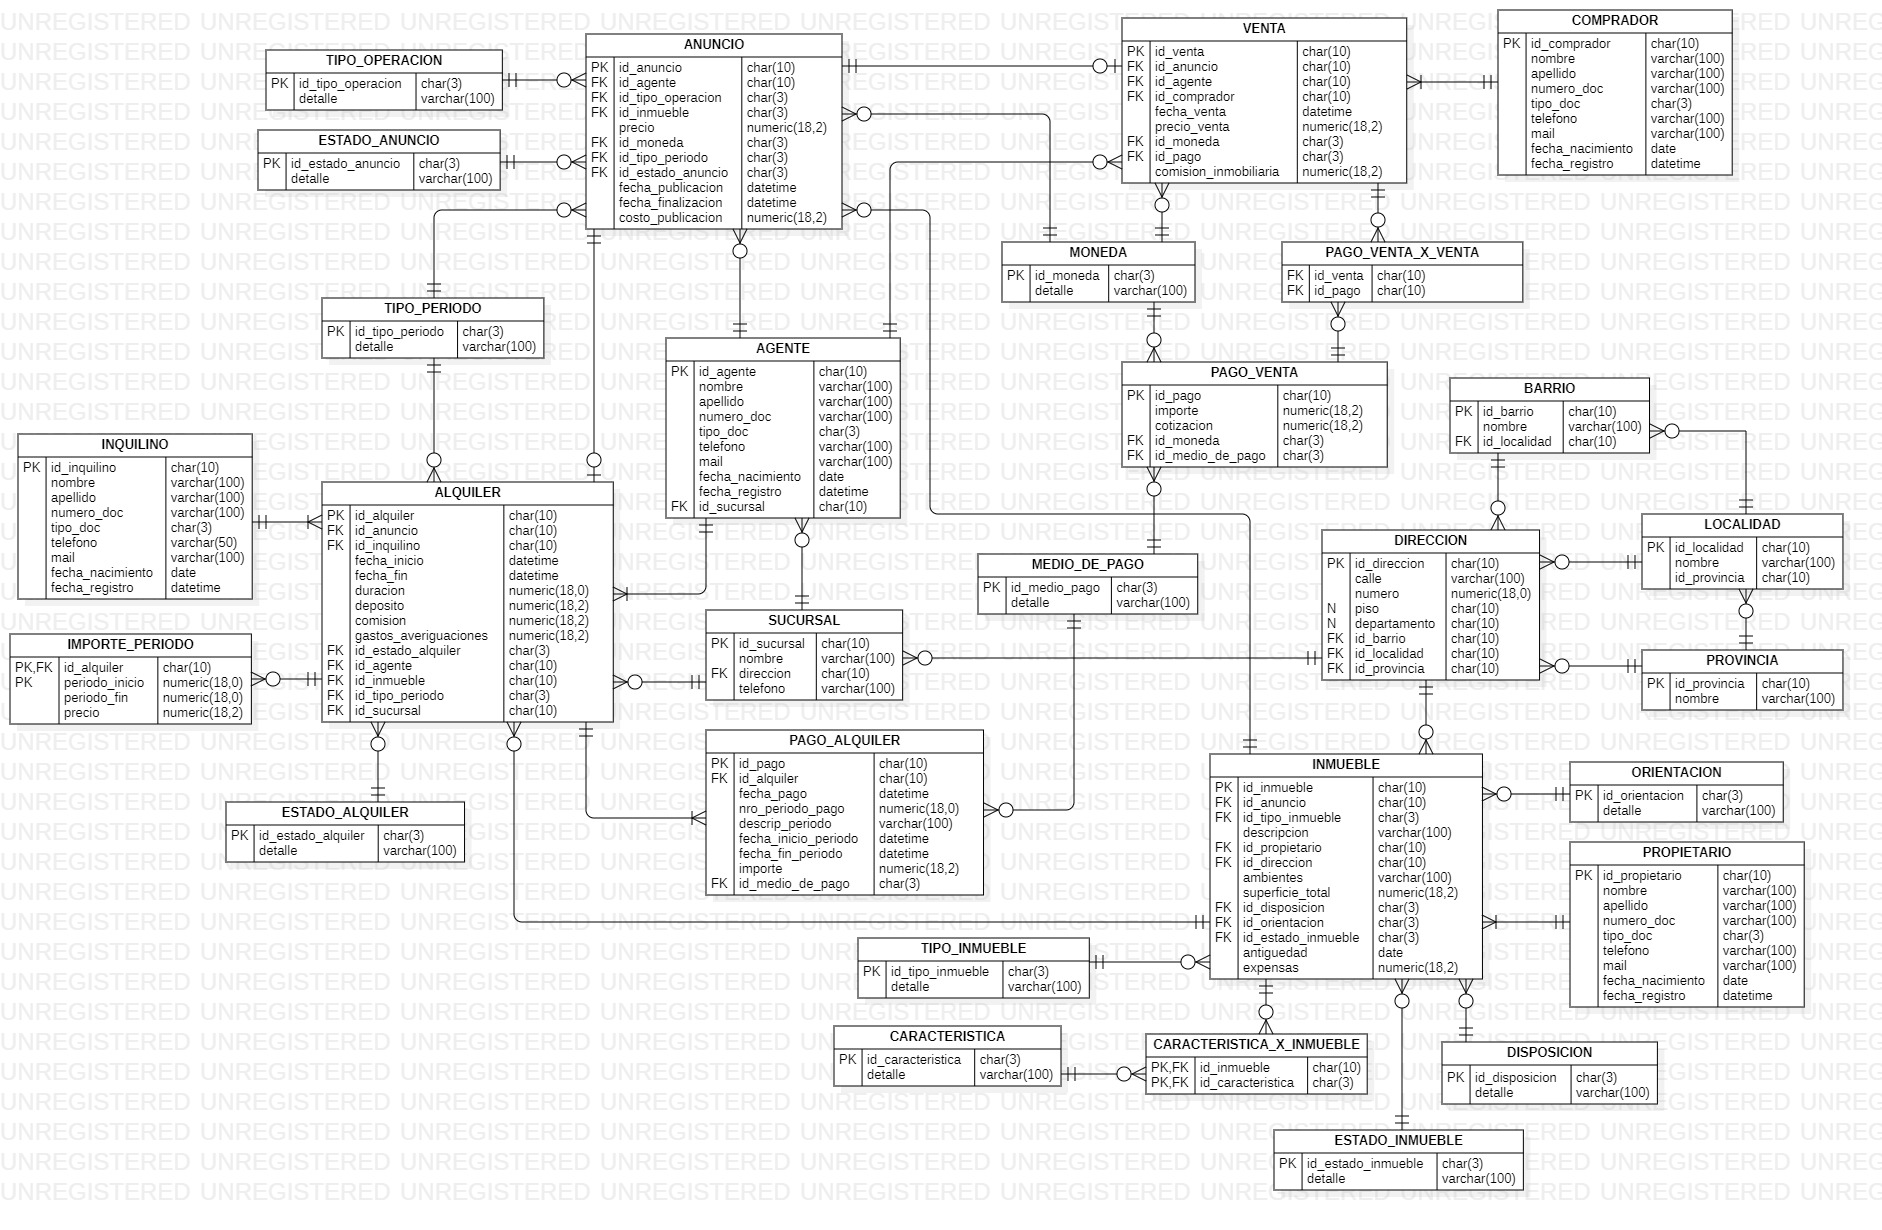 TIPO_OPERACION
PK id_tipo_operacion char(3)
detalle varchar(100)
ESTADO_ANUNCIO
PK id_estado_anuncio char(3)
detalle varchar(100)
ANUNCIO
PK id_anuncio char(10)
FK id_agente char(10)
FK id_tipo_operacion char(3)
FK id_inmueble char(3)
precio numeric(18,2)
FK id_moneda char(3)
FK id_tipo_periodo char(3)
FK id_estado_anuncio char(3)
fecha_publicacion datetime
fecha_finalizacion datetime
costo_publicacion numeric(18,2)
VENTA
PK id_venta char(10)
FK id_anuncio char(10)
FK id_agente char(10)
FK id_comprador char(10)
fecha_venta datetime
precio_venta numeric(18,2)
FK id_moneda char(3)
FK id_pago char(3)
comision_inmobiliaria numeric(18,2)
COMPRADOR
PK id_comprador char(10)
nombre varchar(100)
apellido varchar(100)
numero_doc varchar(100)
tipo_doc char(3)
telefono varchar(100)
mail varchar(100)
fecha_nacimiento date
fecha_registro datetime
MONEDA
PK id_moneda char(3)
detalle varchar(100)
PAGO_VENTA_X_VENTA
FK id_venta char(10)
FK id_pago char(10)
TIPO_PERIODO
PK id_tipo_periodo char(3)
detalle varchar(100)
AGENTE
PK id_agente char(10)
nombre varchar(100)
apellido varchar(100)
numero_doc varchar(100)
tipo_doc char(3)
telefono varchar(100)
mail varchar(100)
fecha_nacimiento date
fecha_registro datetime
FK id_sucursal char(10)
PAGO_VENTA
PK id_pago char(10)
importe numeric(18,2)
cotizacion numeric(18,2)
FK id_moneda char(3)
FK id_medio_de_pago char(3)
BARRIO
PK id_barrio char(10)
nombre varchar(100)
FK id_localidad char(10)
INQUILINO
PK id_inquilino char(10)
nombre varchar(100)
apellido varchar(100)
numero_doc varchar(100)
tipo_doc char(3)
telefono varchar(50)
mail varchar(100)
fecha_nacimiento date
fecha_registro datetime
ALQUILER
PK id_alquiler char(10)
FK id_anuncio char(10)
FK id_inquilino char(10)
fecha_inicio datetime
fecha_fin datetime
duracion numeric(18,0)
deposito numeric(18,2)
comision numeric(18,2)
gastos_averiguaciones numeric(18,2)
FK id_estado_alquiler char(3)
FK id_agente char(10)
FK id_inmueble char(10)
FK id_tipo_periodo char(3)
FK id_sucursal char(10)
MEDIO_DE_PAGO
PK id_medio_pago char(3)
detalle varchar(100)
DIRECCION
PK id_direccion char(10)
calle varchar(100)
numero numeric(18,0)
N piso char(10)
N departamento char(10)
FK id_barrio char(10)
FK id_localidad char(10)
FK id_provincia char(10)
LOCALIDAD
PK id_localidad char(10)
nombre varchar(100)
id_provincia char(10)
SUCURSAL
PK id_sucursal char(10)
nombre varchar(100)
FK direccion char(10)
telefono varchar(100)
IMPORTE_PERIODO
PK,FK id_alquiler char(10)
PK periodo_inicio numeric(18,0)
periodo_fin numeric(18,0)
precio numeric(18,2)
PROVINCIA
PK id_provincia char(10)
nombre varchar(100)
PAGO_ALQUILER
PK id_pago char(10)
FK id_alquiler char(10)
fecha_pago datetime
nro_periodo_pago numeric(18,0)
descrip_periodo varchar(100)
fecha_inicio_periodo datetime
fecha_fin_periodo datetime
importe numeric(18,2)
FK id_medio_de_pago char(3)
INMUEBLE
PK id_inmueble char(10)
FK id_anuncio char(10)
FK id_tipo_inmueble char(3)
descripcion varchar(100)
FK id_propietario char(10)
FK id_direccion char(10)
ambientes varchar(100)
superficie_total numeric(18,2)
FK id_disposicion char(3)
FK id_orientacion char(3)
FK id_estado_inmueble char(3)
antiguedad date
expensas numeric(18,2)
ORIENTACION
PK id_orientacion char(3)
detalle varchar(100)
ESTADO_ALQUILER
PK id_estado_alquiler char(3)
detalle varchar(100)
PROPIETARIO
PK id_propietario char(10)
nombre varchar(100)
apellido varchar(100)
numero_doc varchar(100)
tipo_doc char(3)
telefono varchar(100)
mail varchar(100)
fecha_nacimiento date
fecha_registro datetime
TIPO_INMUEBLE
PK id_tipo_inmueble char(3)
detalle varchar(100)
CARACTERISTICA
PK id_caracteristica char(3)
detalle varchar(100)
CARACTERISTICA_X_INMUEBLE
PK,FK id_inmueble char(10)
PK,FK id_caracteristica char(3)
DISPOSICION
PK id_disposicion char(3)
detalle varchar(100)
ESTADO_INMUEBLE
PK id_estado_inmueble char(3)
detalle varchar(100)
UNREGISTERED